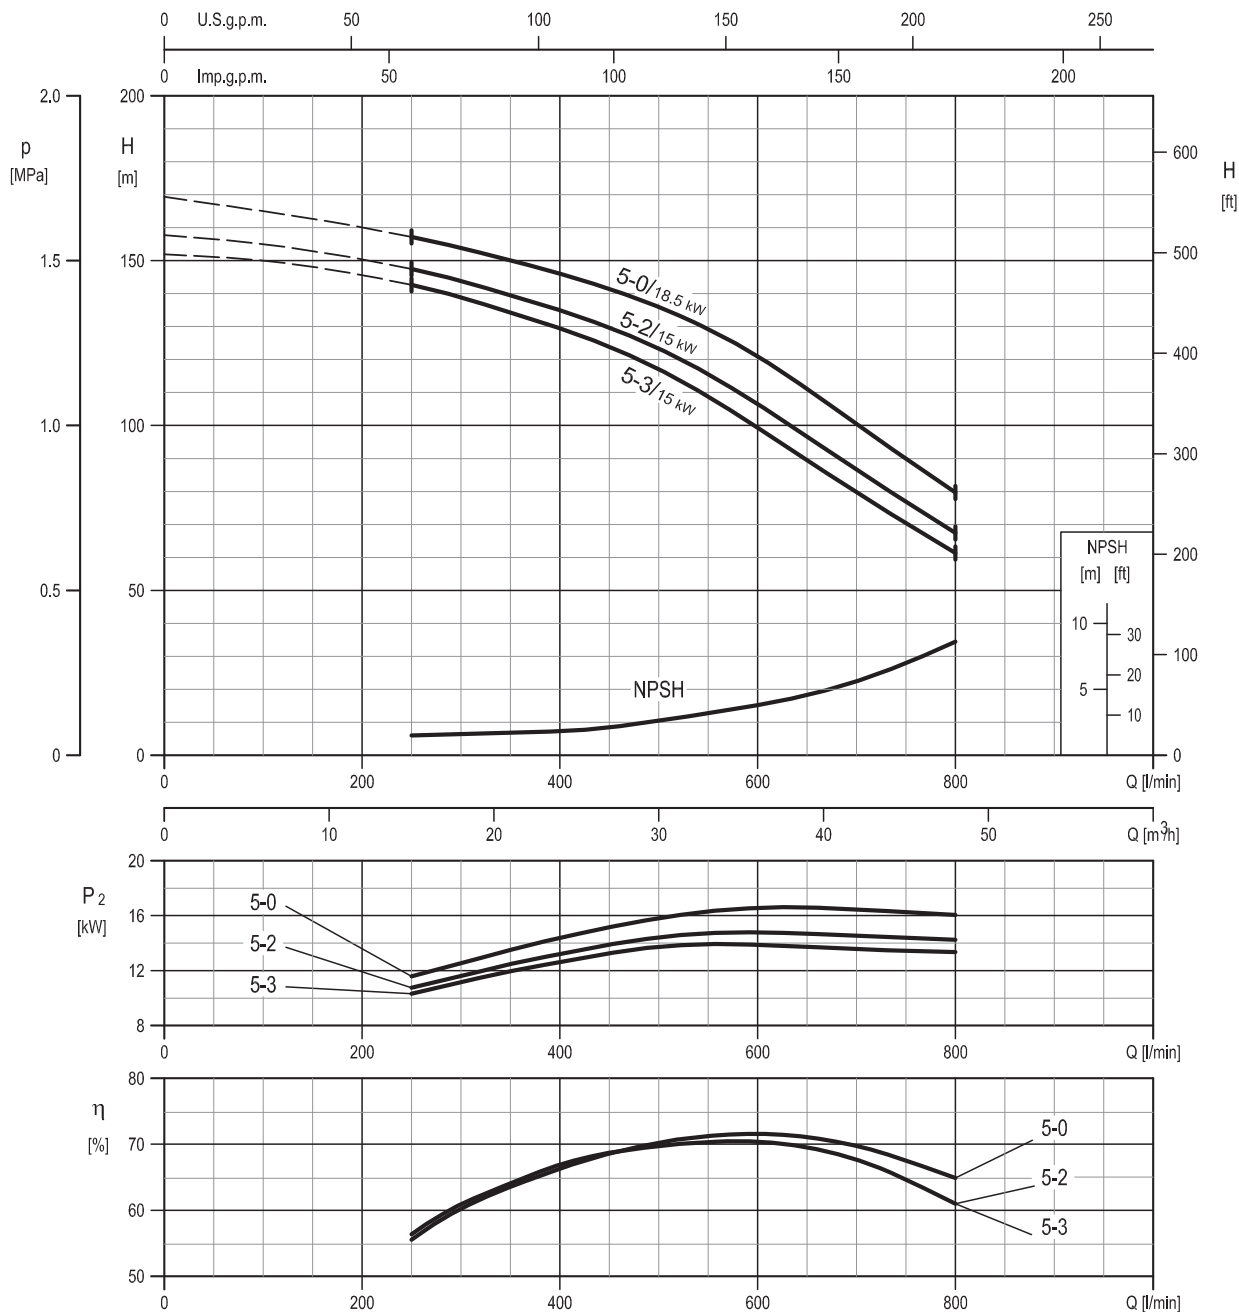 0 U.S.g.p.m. 50 100 150 200 250
0 Imp.g.p.m. 50 100 150 200
2.0 200
p H 600 H
[MPa] [m] [ft]
500
1.5 150
5-0/18.5 kW
5-2/15 kW
400
5-3/15 kW
1.0 100
300
NPSH
200
[m] [ft]
0.5 50
10 30
100
20
NPSH
5
10
0 0 0
0 200 400 600 800 Q [l/min]
0 10 20 30 40 50 Q [m³/h]
20
P2
5-0
16
[kW]
5-2
5-3
12
8
0 200 400 600 800 Q [l/min]
80
η
5-0
[%] 70
5-2
60
5-3
50
0 200 400 600 800 Q [l/min]